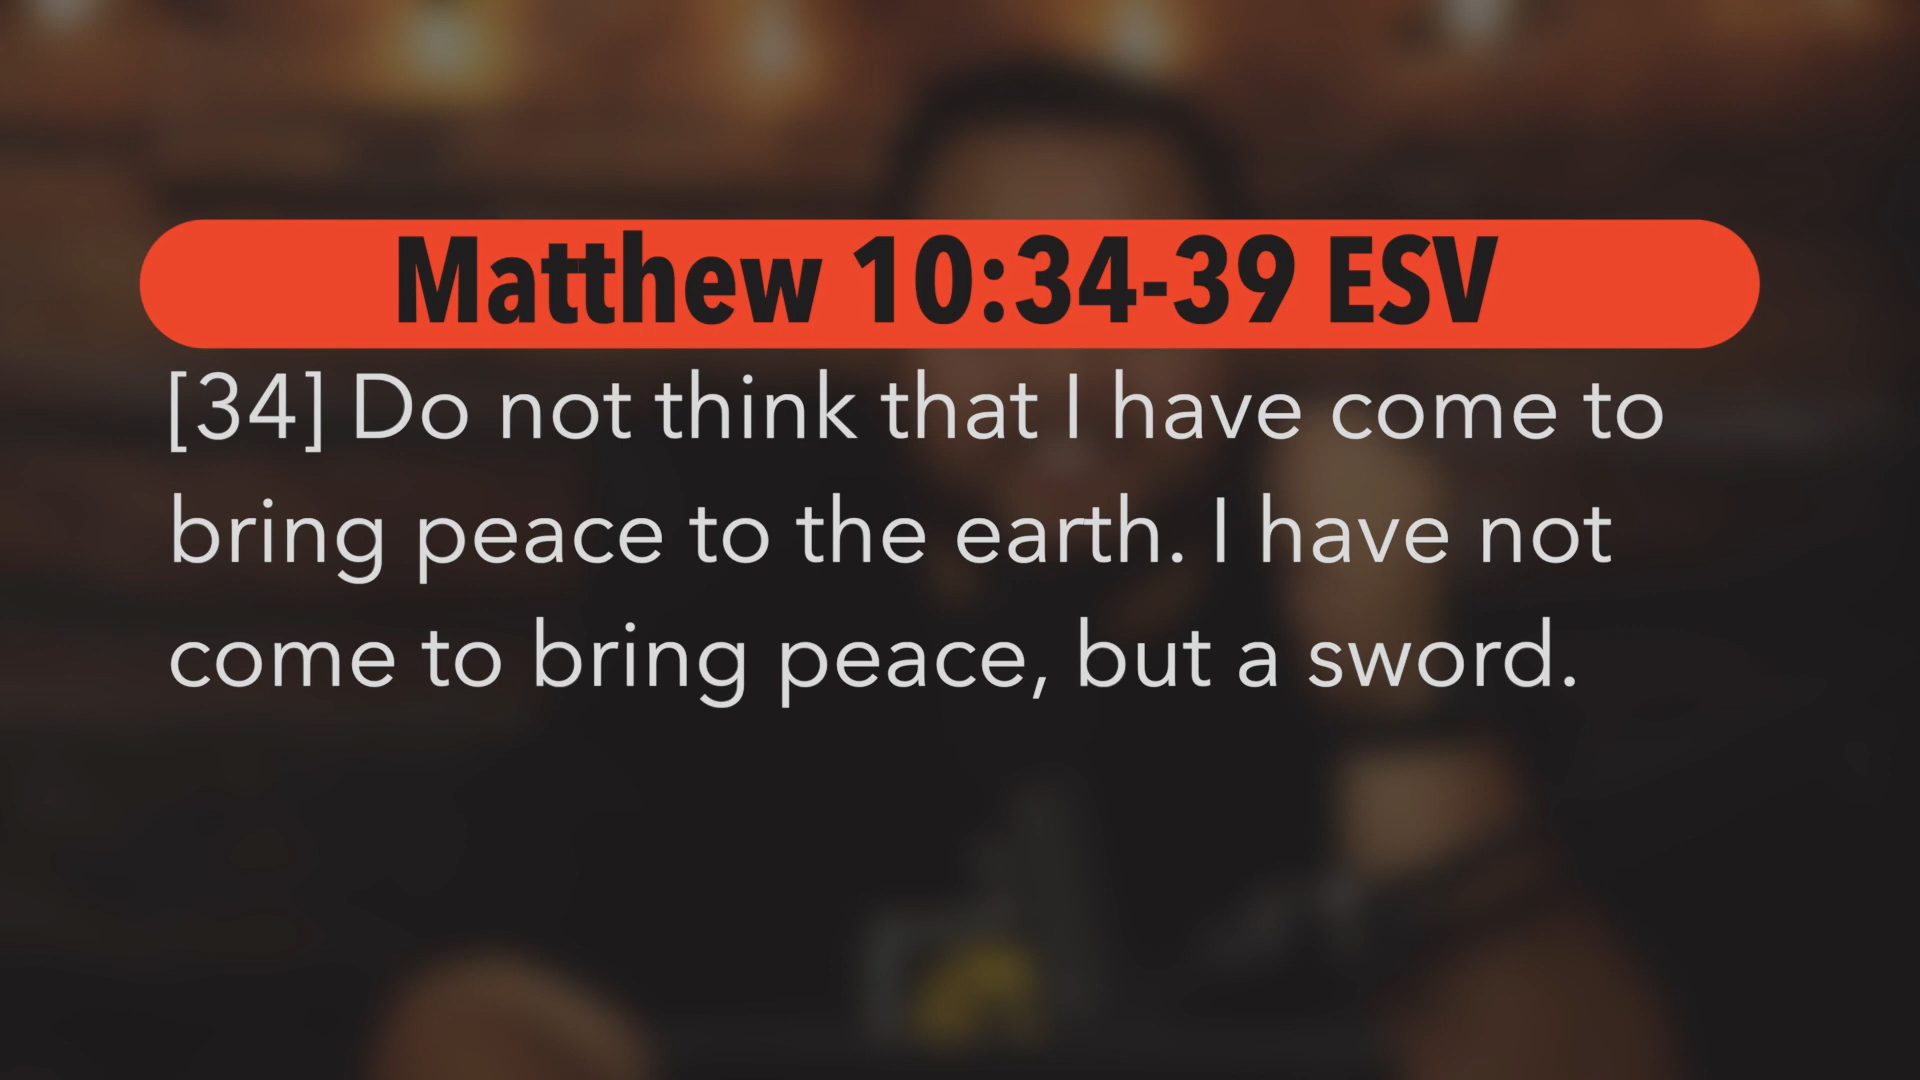 Matthew 10:34-39 ESV
[34] Do not think that I have come to
bring peace to the earth. I have not
come to bring peace, but a sword.